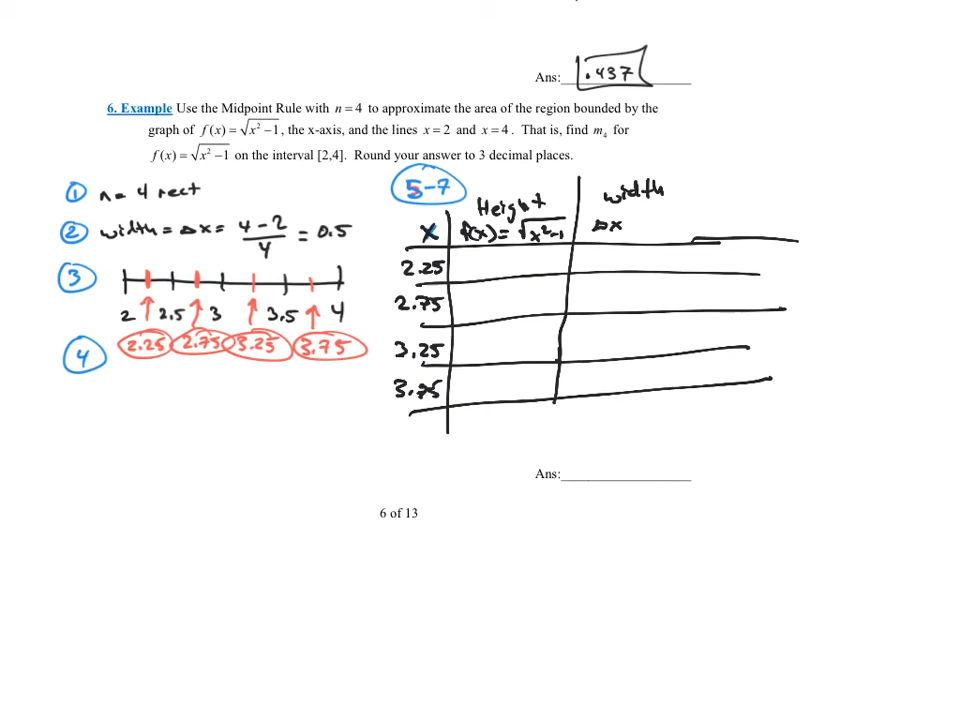 Ans: .437
6. Example Use the Midpoint Rule with n = 4 to approximate the area of the region bounded by the
graph of f(x) = √(x² − 1), the x-axis, and the lines x = 2 and x = 4. That is, find m₄ for
f(x) = √(x² − 1) on the interval [2,4]. Round your answer to 3 decimal places.
① n = 4 rect
② width = Δx = (4 − 2)/4 = 0.5
③
2 2.5 3 3.5 4
④ 2.25 2.75 3.25 3.75
5-7
Height width
x f(x) = √(x² − 1) Δx
2.25
2.75
3.25
3.75
Ans:
6 of 13